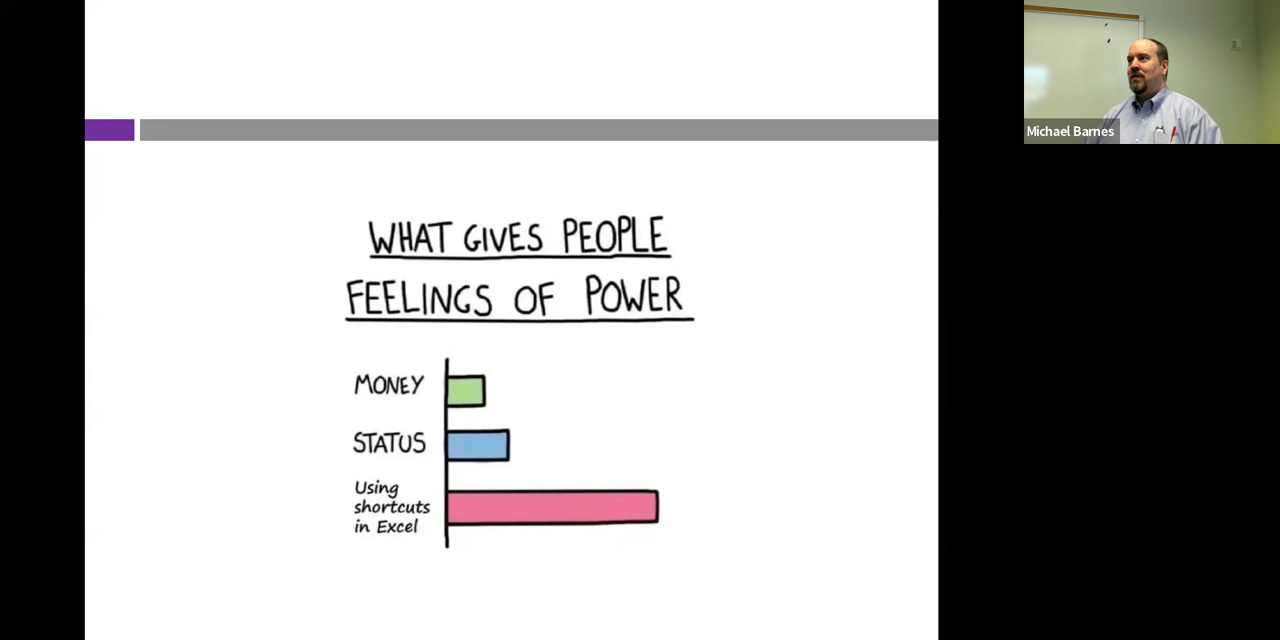 WHAT GIVES PEOPLE
FEELINGS OF POWER
MONEY
STATUS
Using
shortcuts
in Excel
Michael Barnes